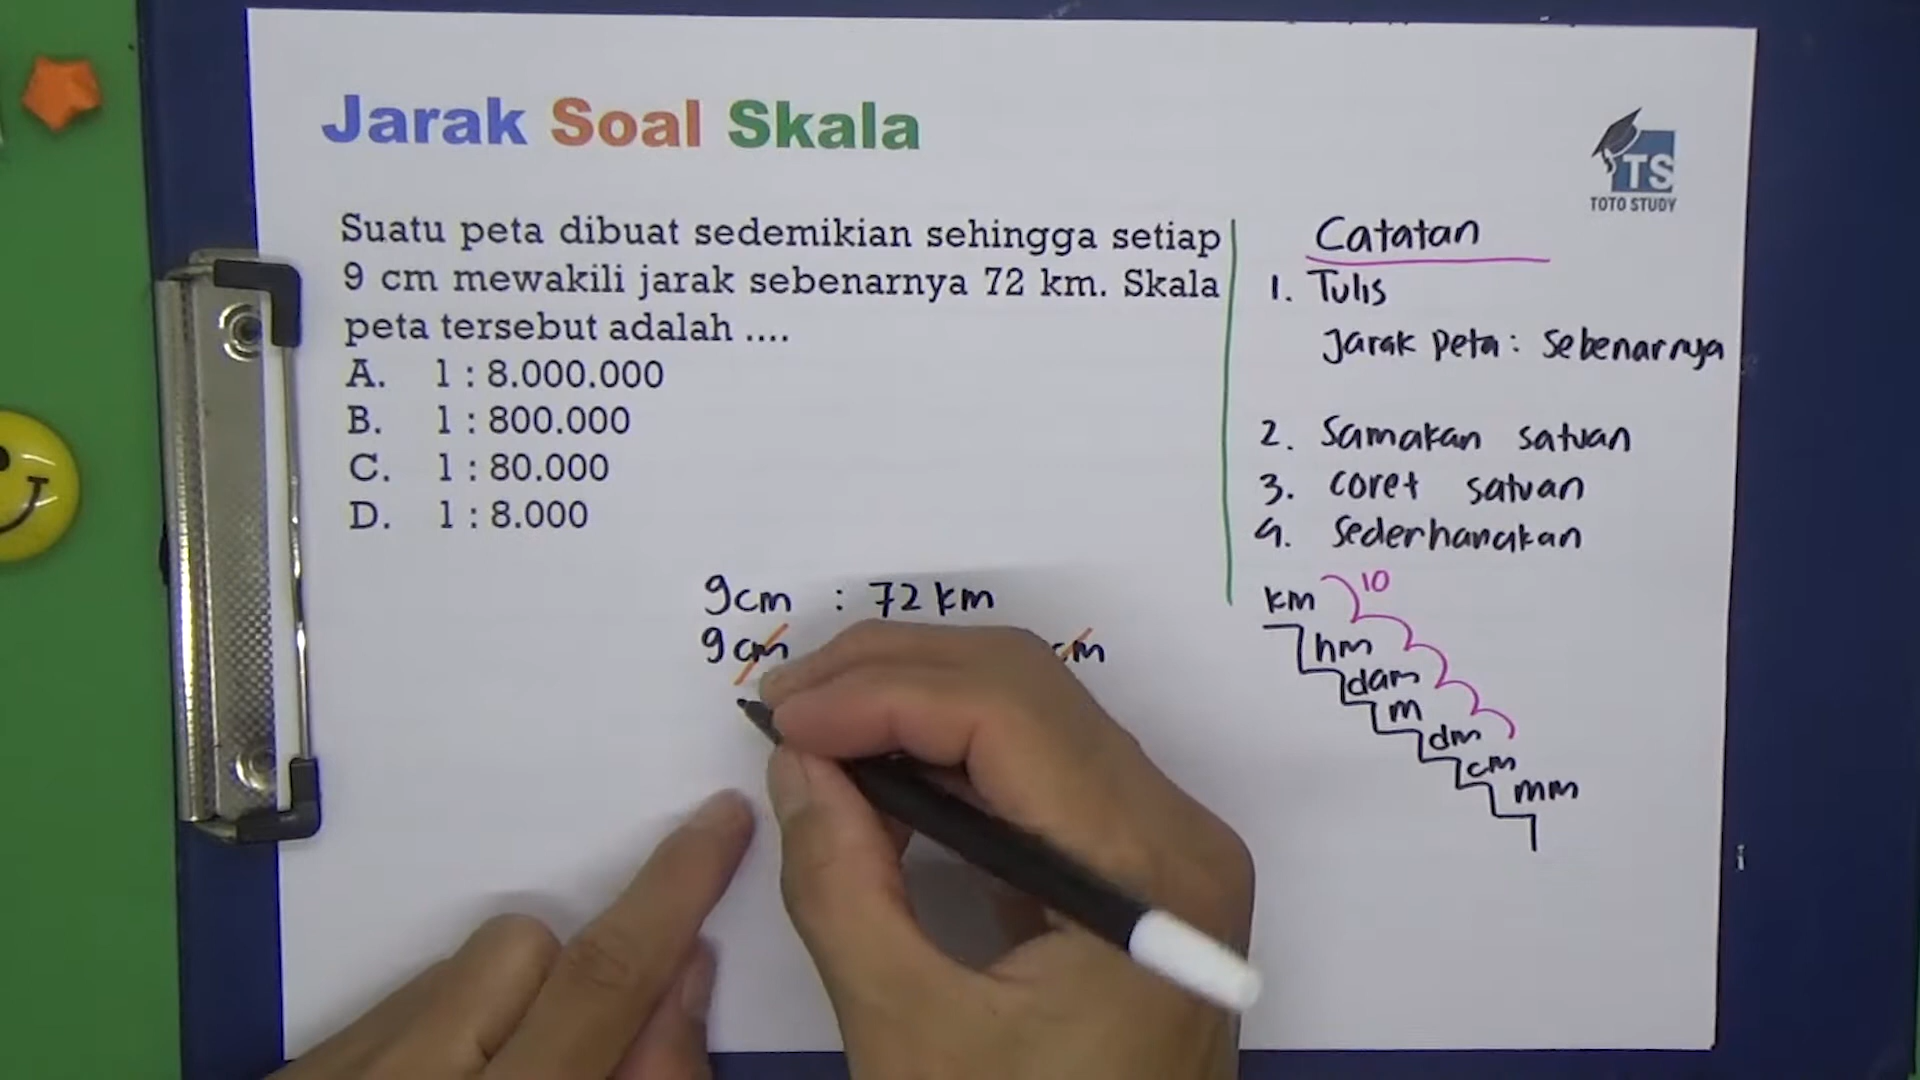 Jarak Soal Skala
TS
TOTO STUDY
Suatu peta dibuat sedemikian sehingga setiap
9 cm mewakili jarak sebenarnya 72 km. Skala
peta tersebut adalah ....
A. 1 : 8.000.000
B. 1 : 800.000
C. 1 : 80.000
D. 1 : 8.000
9cm : 72 km
9cm cm
Catatan
1. Tulis
Jarak Peta : Sebenarnya
2. Samakan satuan
3. coret satuan
4. Sederhanakan
10
km
hm
dam
m
dm
cm
mm